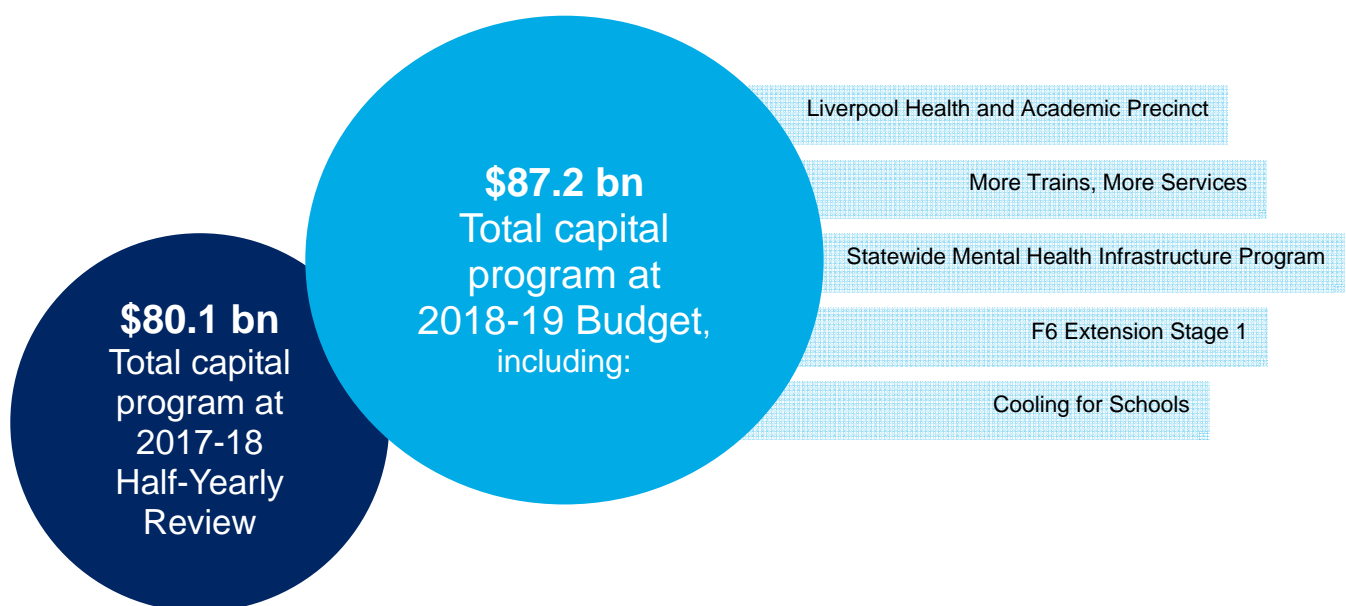 $80.1 bn
Total capital
program at
2017-18
Half-Yearly
Review
$87.2 bn
Total capital
program at
2018-19 Budget,
including:
Liverpool Health and Academic Precinct
More Trains, More Services
Statewide Mental Health Infrastructure Program
F6 Extension Stage 1
Cooling for Schools